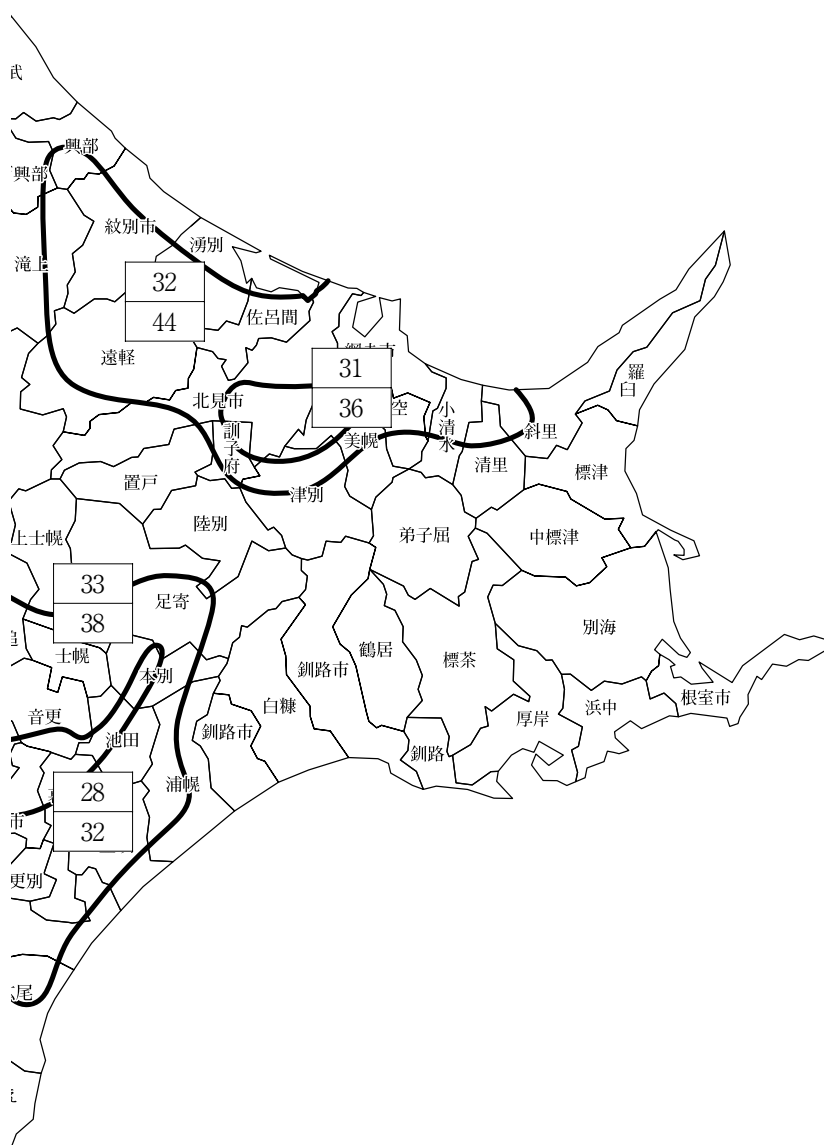 武
興部
興部
紋別市
湧別
滝上
32
44
佐呂間
遠軽
31
36
羅臼
北見市
空
小清水
訓子府
美幌
斜里
清里
標津
置戸
津別
陸別
弟子屈
中標津
上士幌
33
38
足寄
別海
士幌
鶴居
標茶
釧路市
本別
根室市
白糠
浜中
音更
厚岸
釧路市
池田
釧路
浦幌
28
32
市
更別
尾